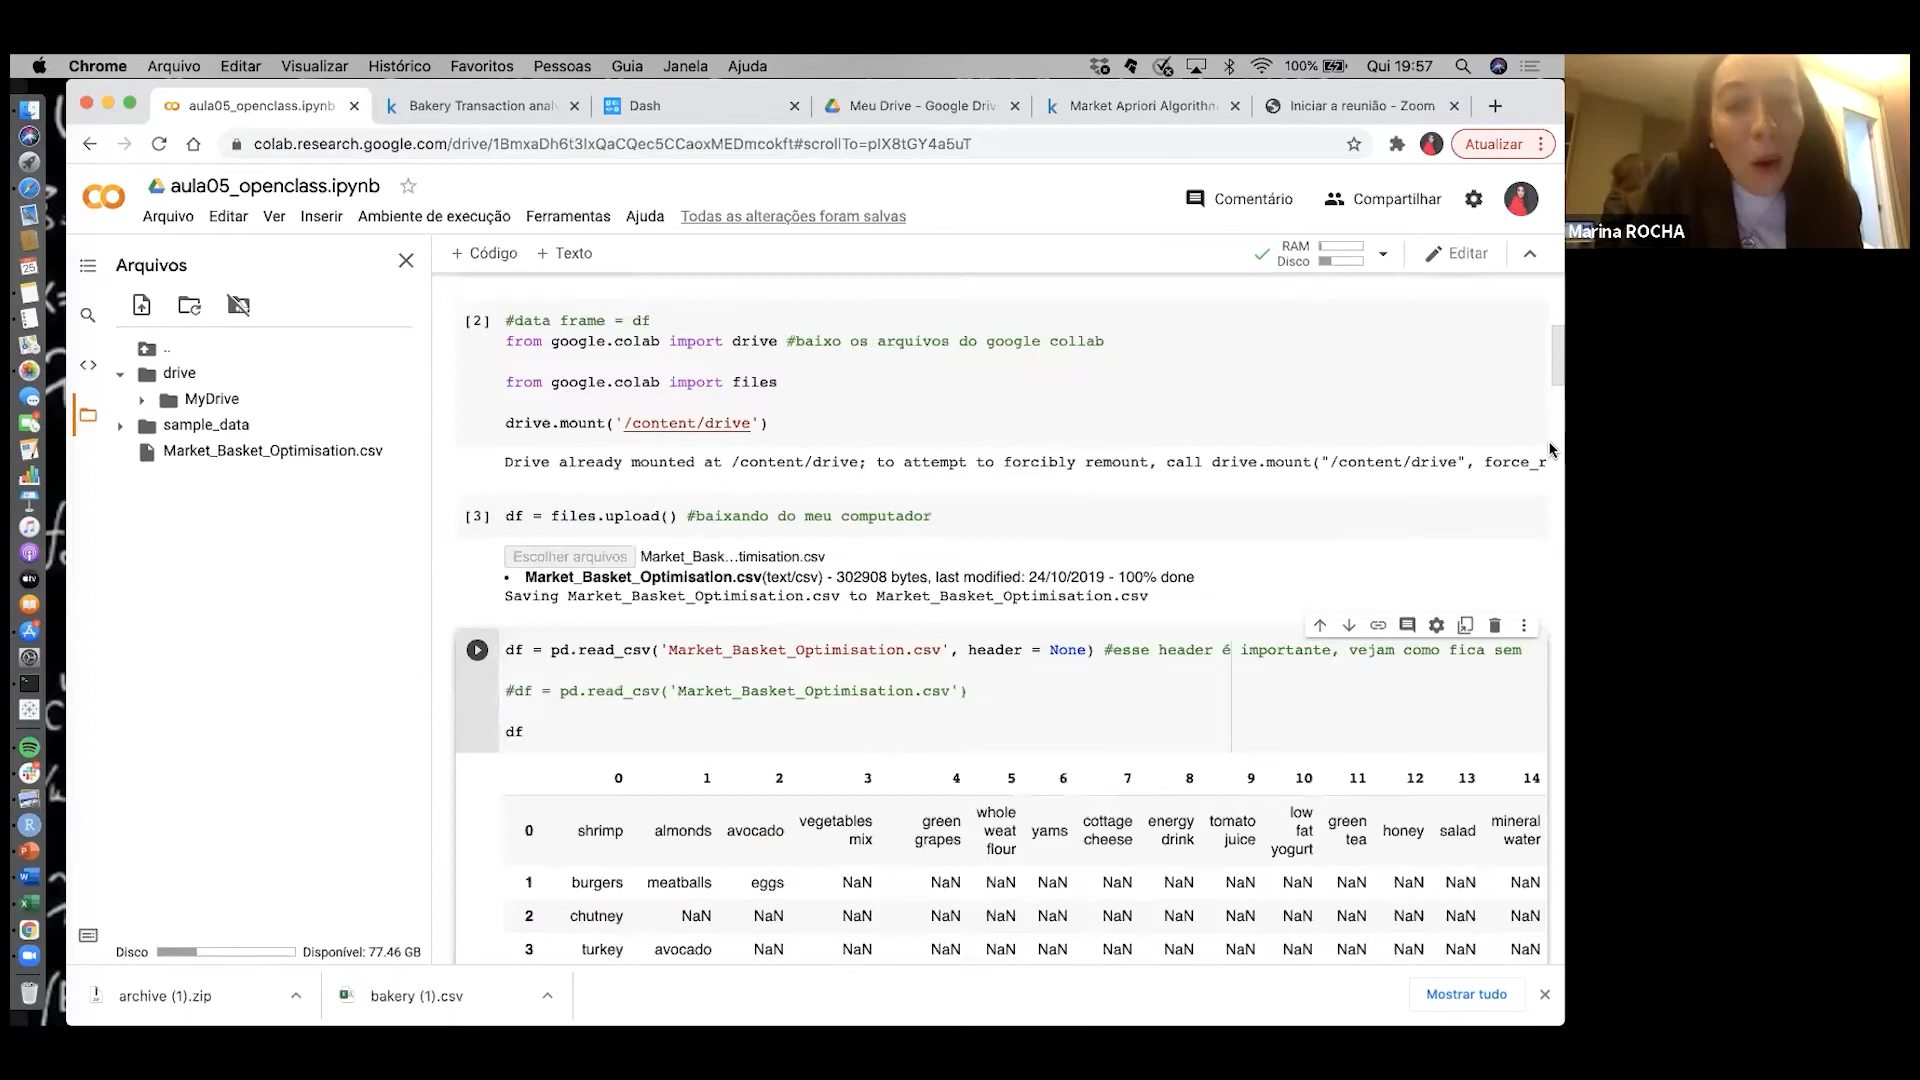 Chrome Arquivo Editar Visualizar Histórico Favoritos Pessoas Guia Janela Ajuda 100% Qui 19:57
aula05_openclass.ipynb Bakery Transaction anal Dash Meu Drive - Google Driv Market Apriori Algorithm Iniciar a reunião - Zoom
colab.research.google.com/drive/1BmxaDh6t3IxQaCQec5CCaoxMEDmcokft#scrollTo=pIX8tGY4a5uT Atualizar
aula05_openclass.ipynb
Comentário Compartilhar
Arquivo Editar Ver Inserir Ambiente de execução Ferramentas Ajuda Todas as alterações foram salvas
Marina ROCHA
Arquivos
+ Código + Texto RAM Disco Editar
..
drive
MyDrive
sample_data
Market_Basket_Optimisation.csv
[2] #data frame = df
from google.colab import drive #baixo os arquivos do google collab
from google.colab import files
drive.mount('/content/drive')
Drive already mounted at /content/drive; to attempt to forcibly remount, call drive.mount("/content/drive", force_r
[3] df = files.upload() #baixando do meu computador
Escolher arquivos Market_Bask...timisation.csv
• Market_Basket_Optimisation.csv(text/csv) - 302908 bytes, last modified: 24/10/2019 - 100% done
Saving Market_Basket_Optimisation.csv to Market_Basket_Optimisation.csv
df = pd.read_csv('Market_Basket_Optimisation.csv', header = None) #esse header é importante, vejam como fica sem
#df = pd.read_csv('Market_Basket_Optimisation.csv')
df
0 1 2 3 4 5 6 7 8 9 10 11 12 13 14
0 shrimp almonds avocado vegetables mix green grapes whole weat flour yams cottage cheese energy drink tomato juice low fat yogurt green tea honey salad mineral water
1 burgers meatballs eggs NaN NaN NaN NaN NaN NaN NaN NaN NaN NaN NaN NaN
2 chutney NaN NaN NaN NaN NaN NaN NaN NaN NaN NaN NaN NaN NaN NaN
3 turkey avocado NaN NaN NaN NaN NaN NaN NaN NaN NaN NaN NaN NaN NaN
Disco Disponível: 77.46 GB
archive (1).zip bakery (1).csv Mostrar tudo